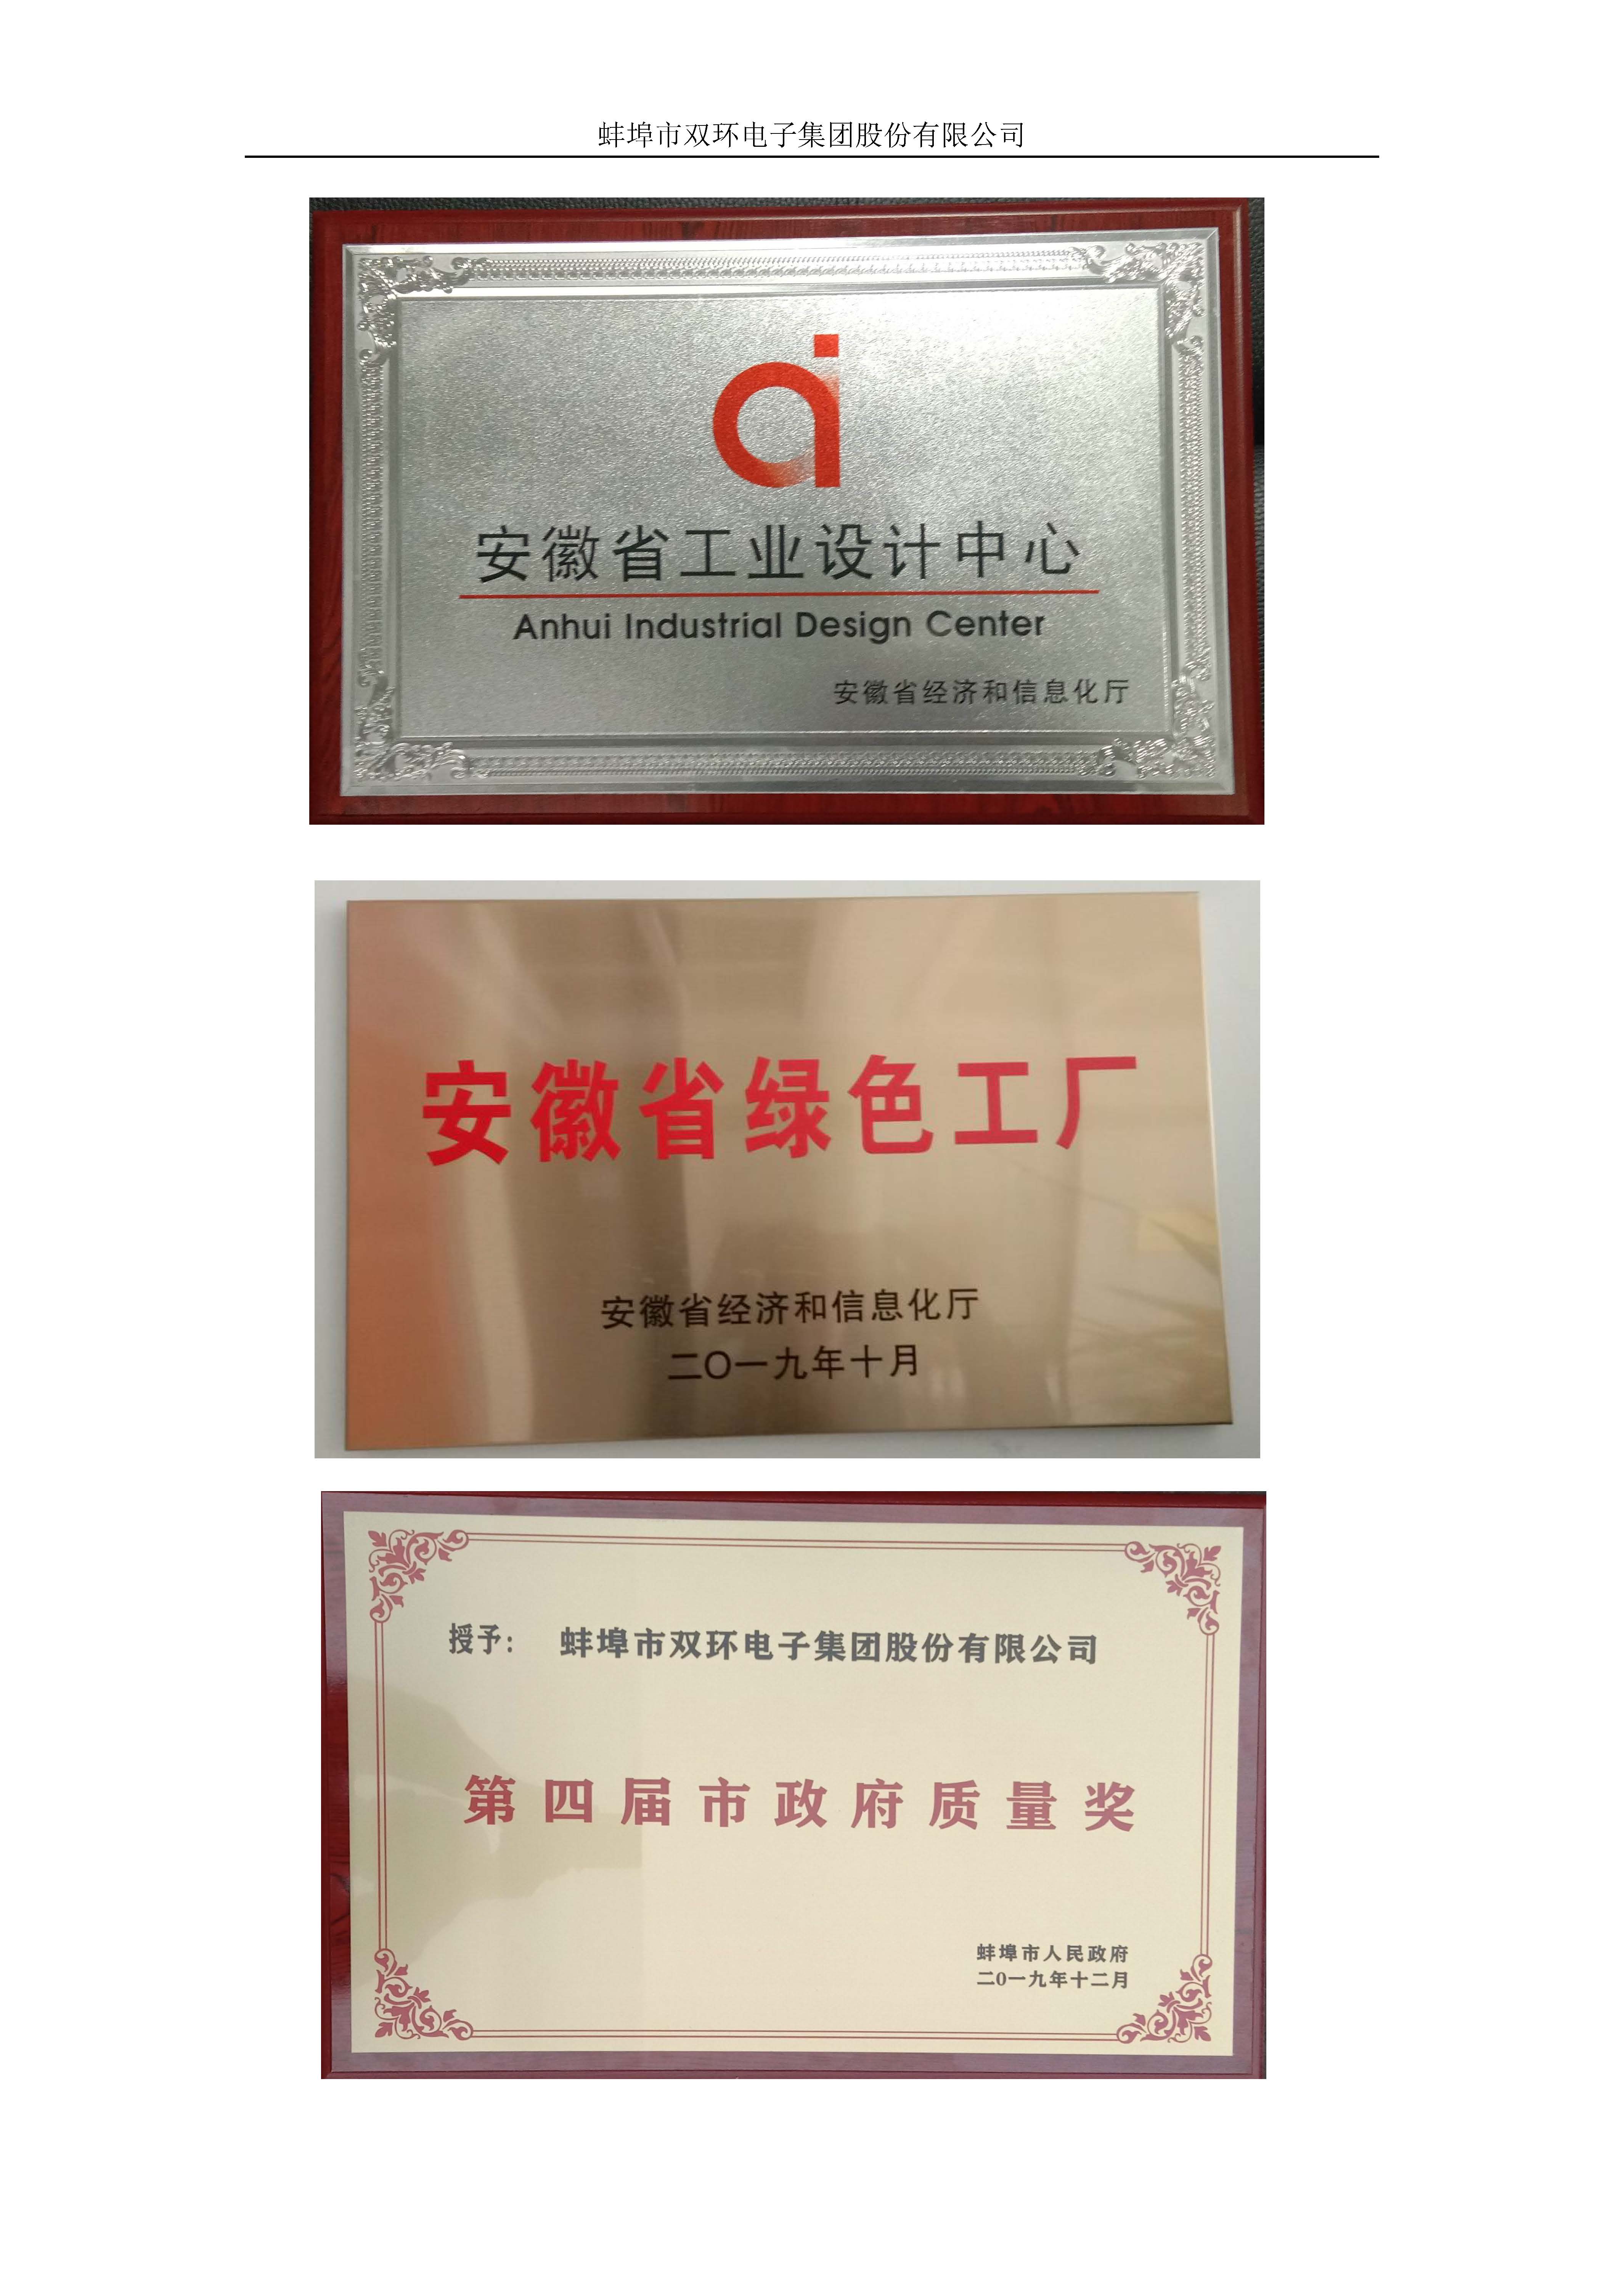 蚌埠市双环电子集团股份有限公司
安徽省工业设计中心
Anhui Industrial Design Center
安徽省经济和信息化厅
安徽省绿色工厂
安徽省经济和信息化厅
二〇一九年十月
授予: 蚌埠市双环电子集团股份有限公司
第四届市政府质量奖
蚌埠市人民政府
二〇一九年十二月